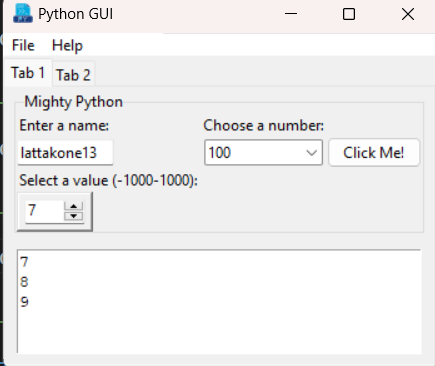 Python GUI
File Help
Tab 1 Tab 2
Mighty Python
Enter a name: Choose a number:
lattakone13 100 Click Me!
Select a value (-1000-1000):
7
7
8
9